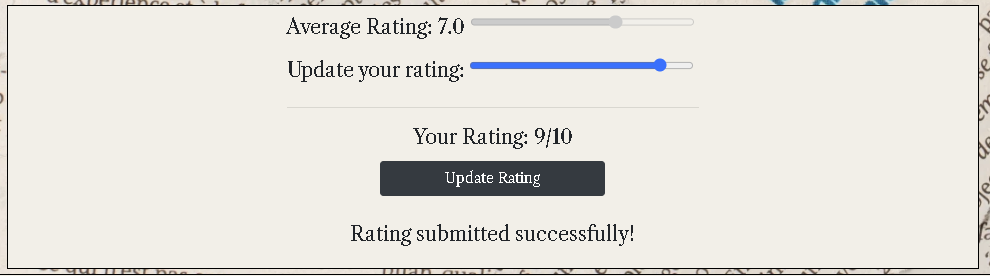 Average Rating: 7.0
Update your rating:
Your Rating: 9/10
Update Rating
Rating submitted successfully!